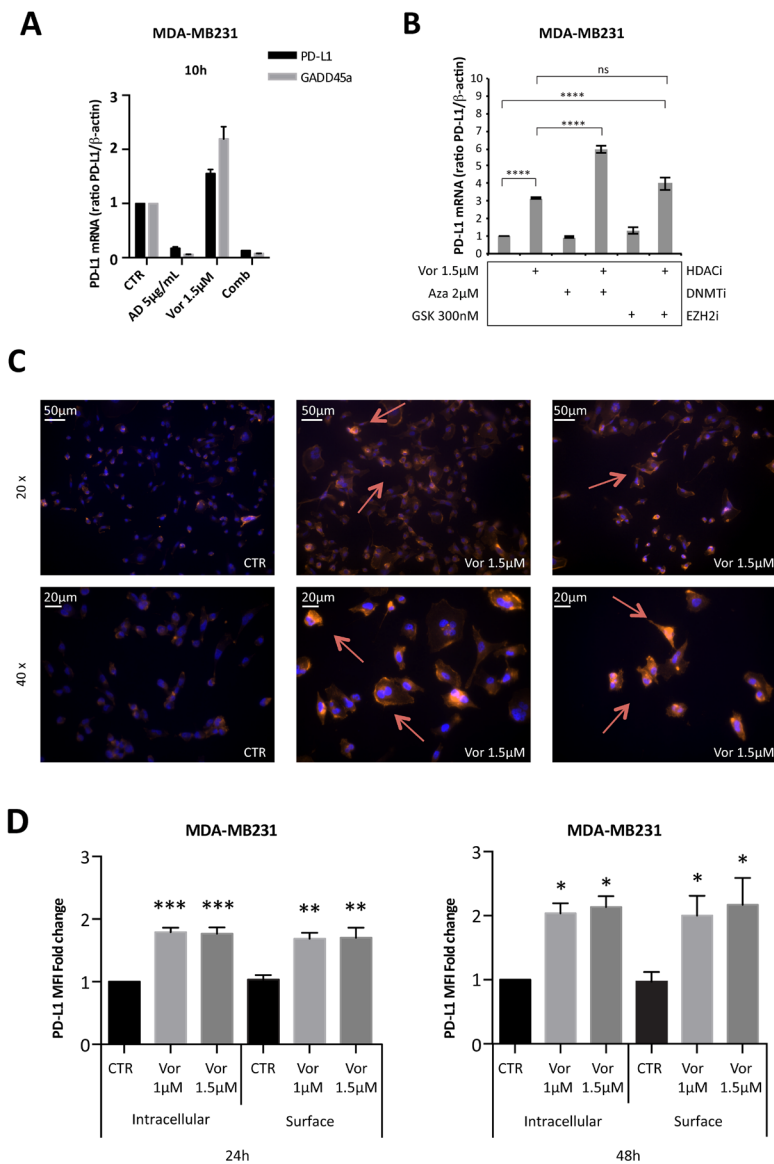 A
MDA-MB231
10h
PD-L1
GADD45a
PD-L1 mRNA (ratio PD-L1/β-actin)
3
2
1
0
CTR
AD 5µg/mL
Vor 1.5µM
Comb
B
MDA-MB231
PD-L1 mRNA (ratio PD-L1/β-actin)
10
9
8
7
6
5
4
3
2
1
0
ns
****
****
****
Vor 1.5µM + + + HDACi
Aza 2µM + + DNMTi
GSK 300nM + + EZH2i
C
20 x
50µm
CTR
50µm
Vor 1.5µM
50µm
Vor 1.5µM
40 x
20µm
CTR
20µm
Vor 1.5µM
20µm
Vor 1.5µM
D
MDA-MB231
PD-L1 MFI Fold change
3
2
1
0
*** *** ** **
CTR Vor 1µM Vor 1.5µM CTR Vor 1µM Vor 1.5µM
Intracellular Surface
24h
MDA-MB231
PD-L1 MFI Fold change
3
2
1
0
* * * *
CTR Vor 1µM Vor 1.5µM CTR Vor 1µM Vor 1.5µM
Intracellular Surface
48h